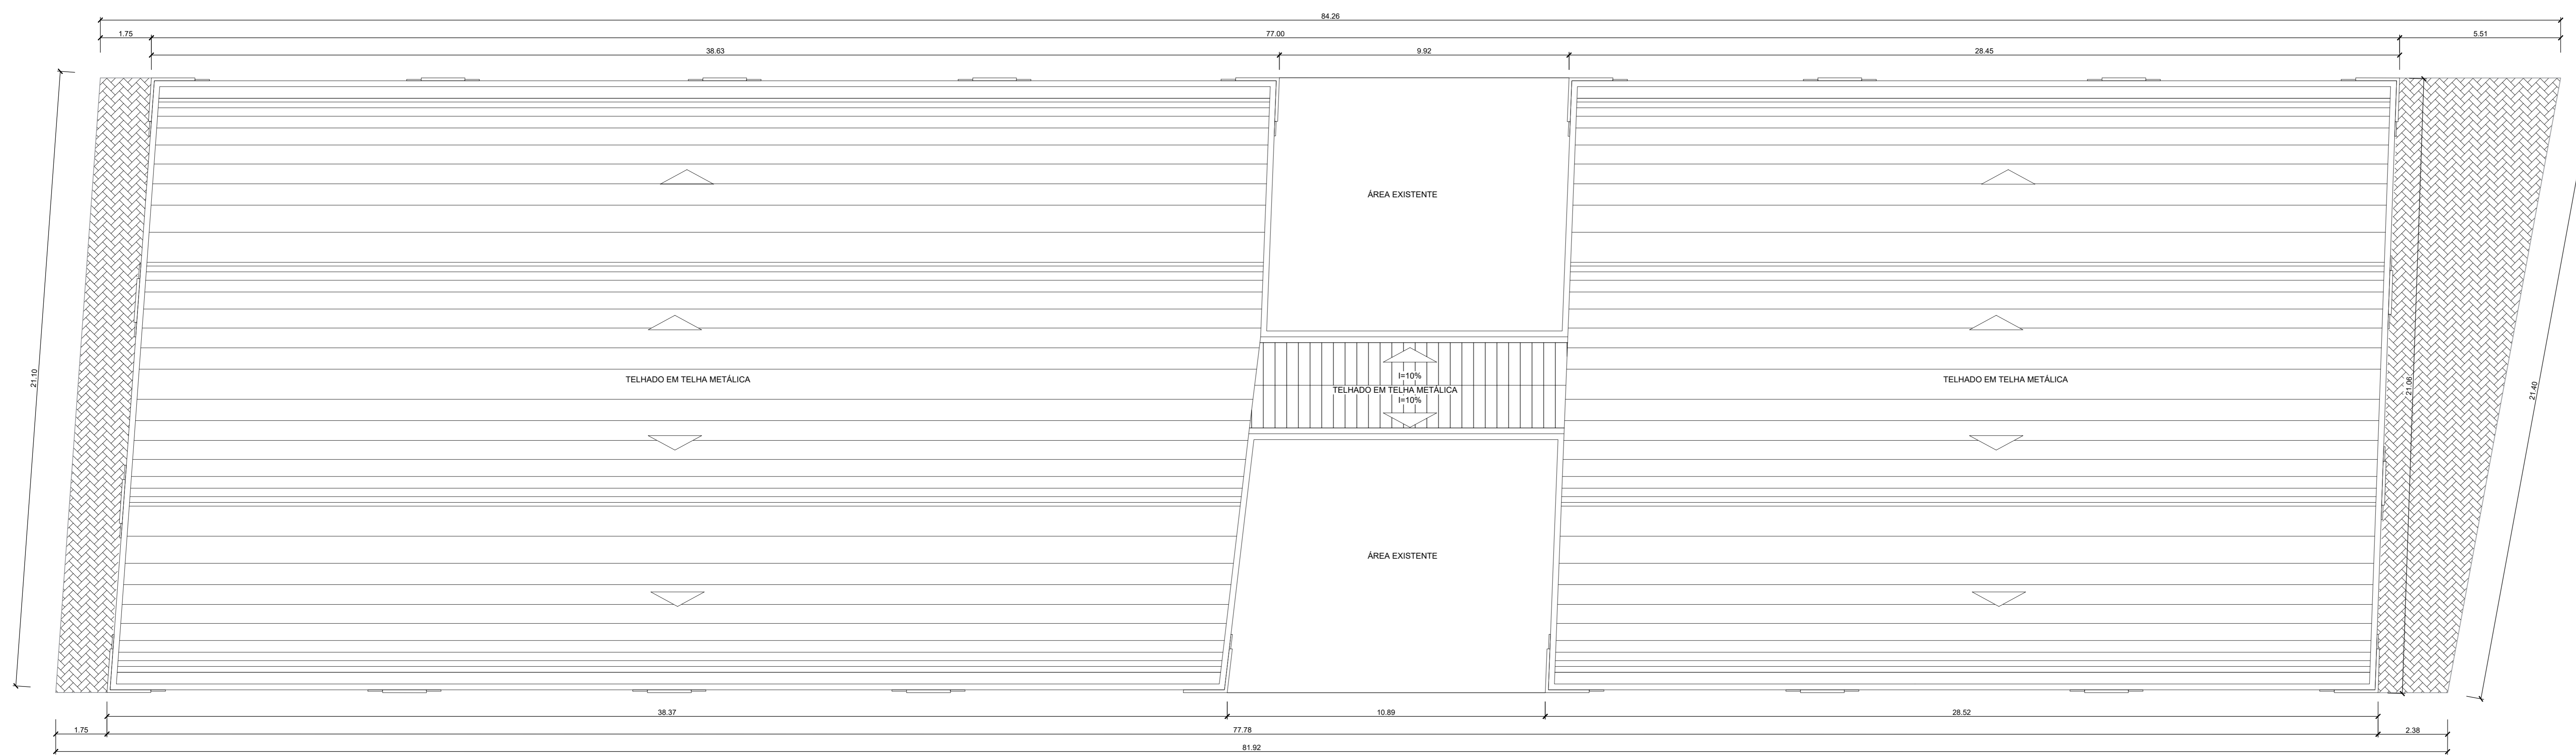 84.26
1.75
77.00
5.51
38.63
9.92
28.45
ÁREA EXISTENTE
21.10
TELHADO EM TELHA METÁLICA
I=10%
TELHADO EM TELHA METÁLICA
I=10%
TELHADO EM TELHA METÁLICA
21.06
21.40
ÁREA EXISTENTE
38.37
10.89
28.52
1.75
77.78
2.38
81.92